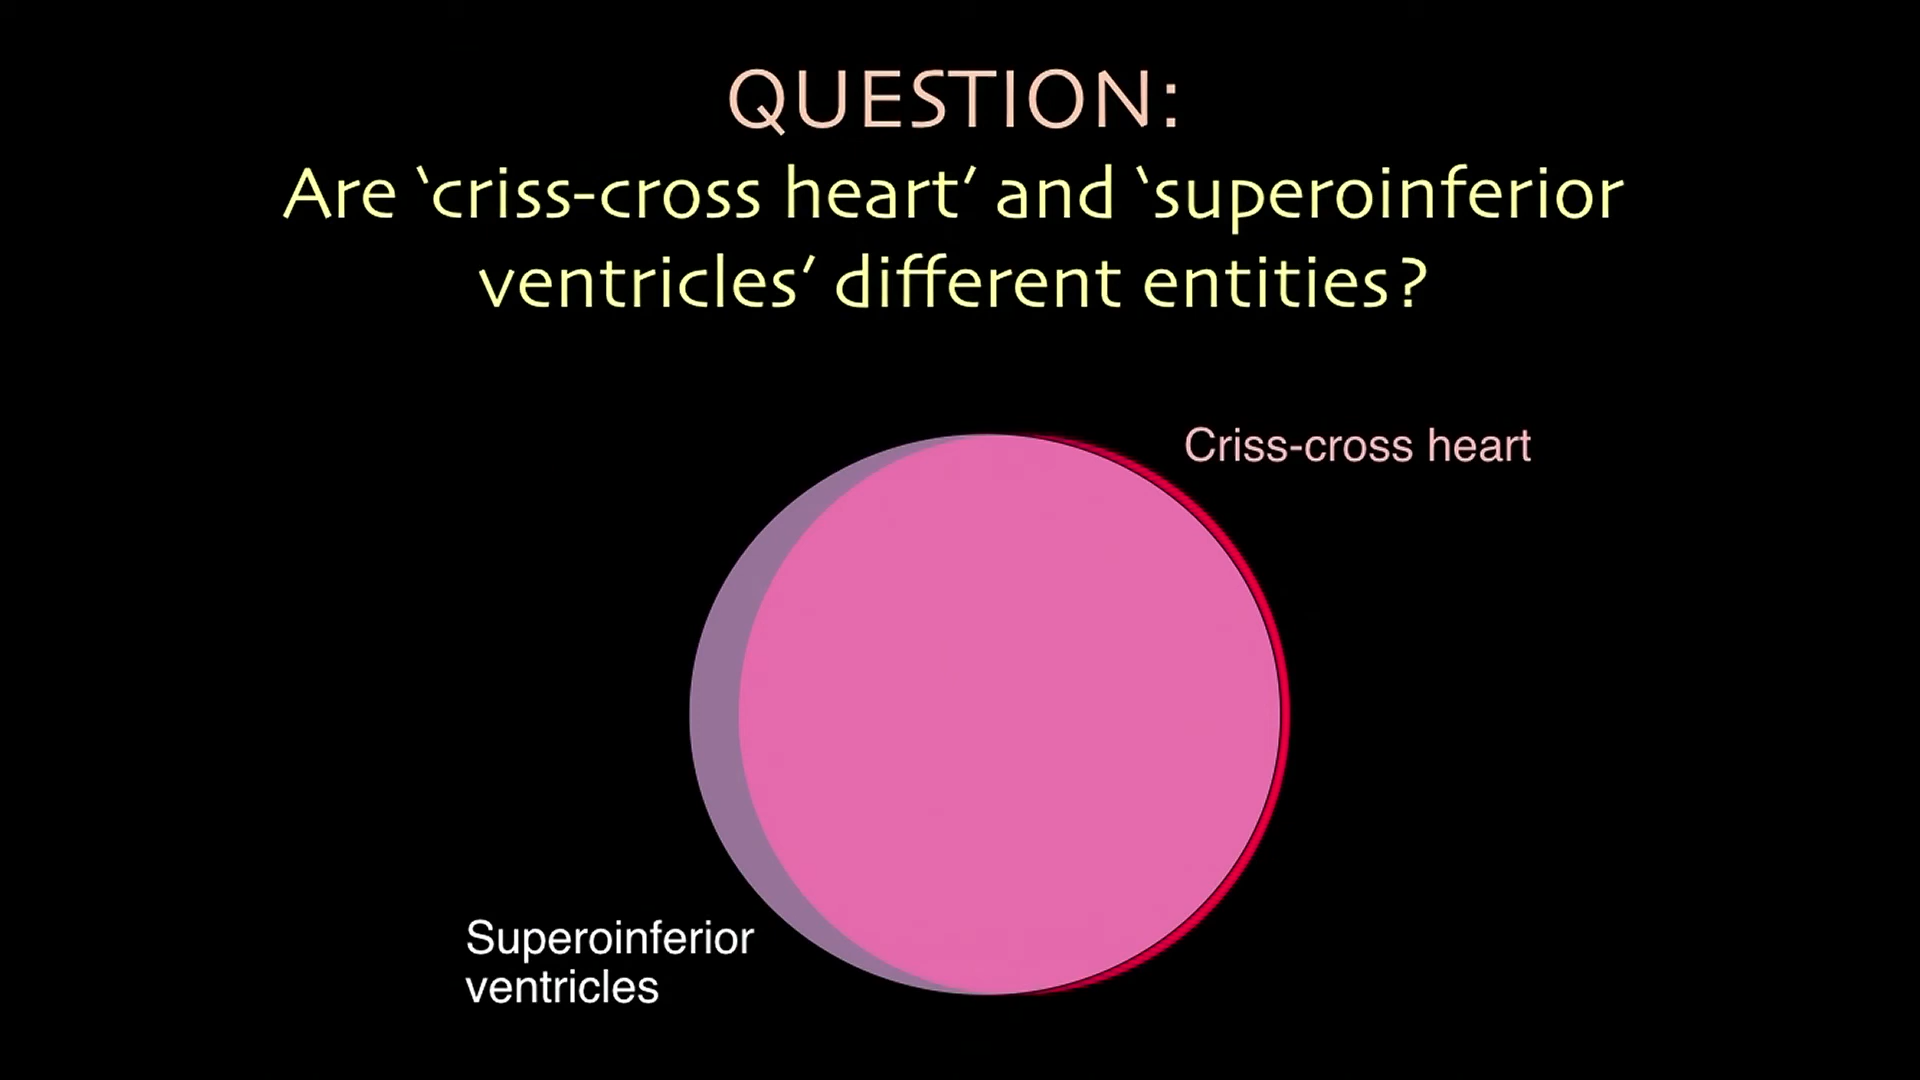 QUESTION:
Are ‘criss-cross heart’ and ‘superoinferior
ventricles’ different entities?
Criss-cross heart
Superoinferior
ventricles